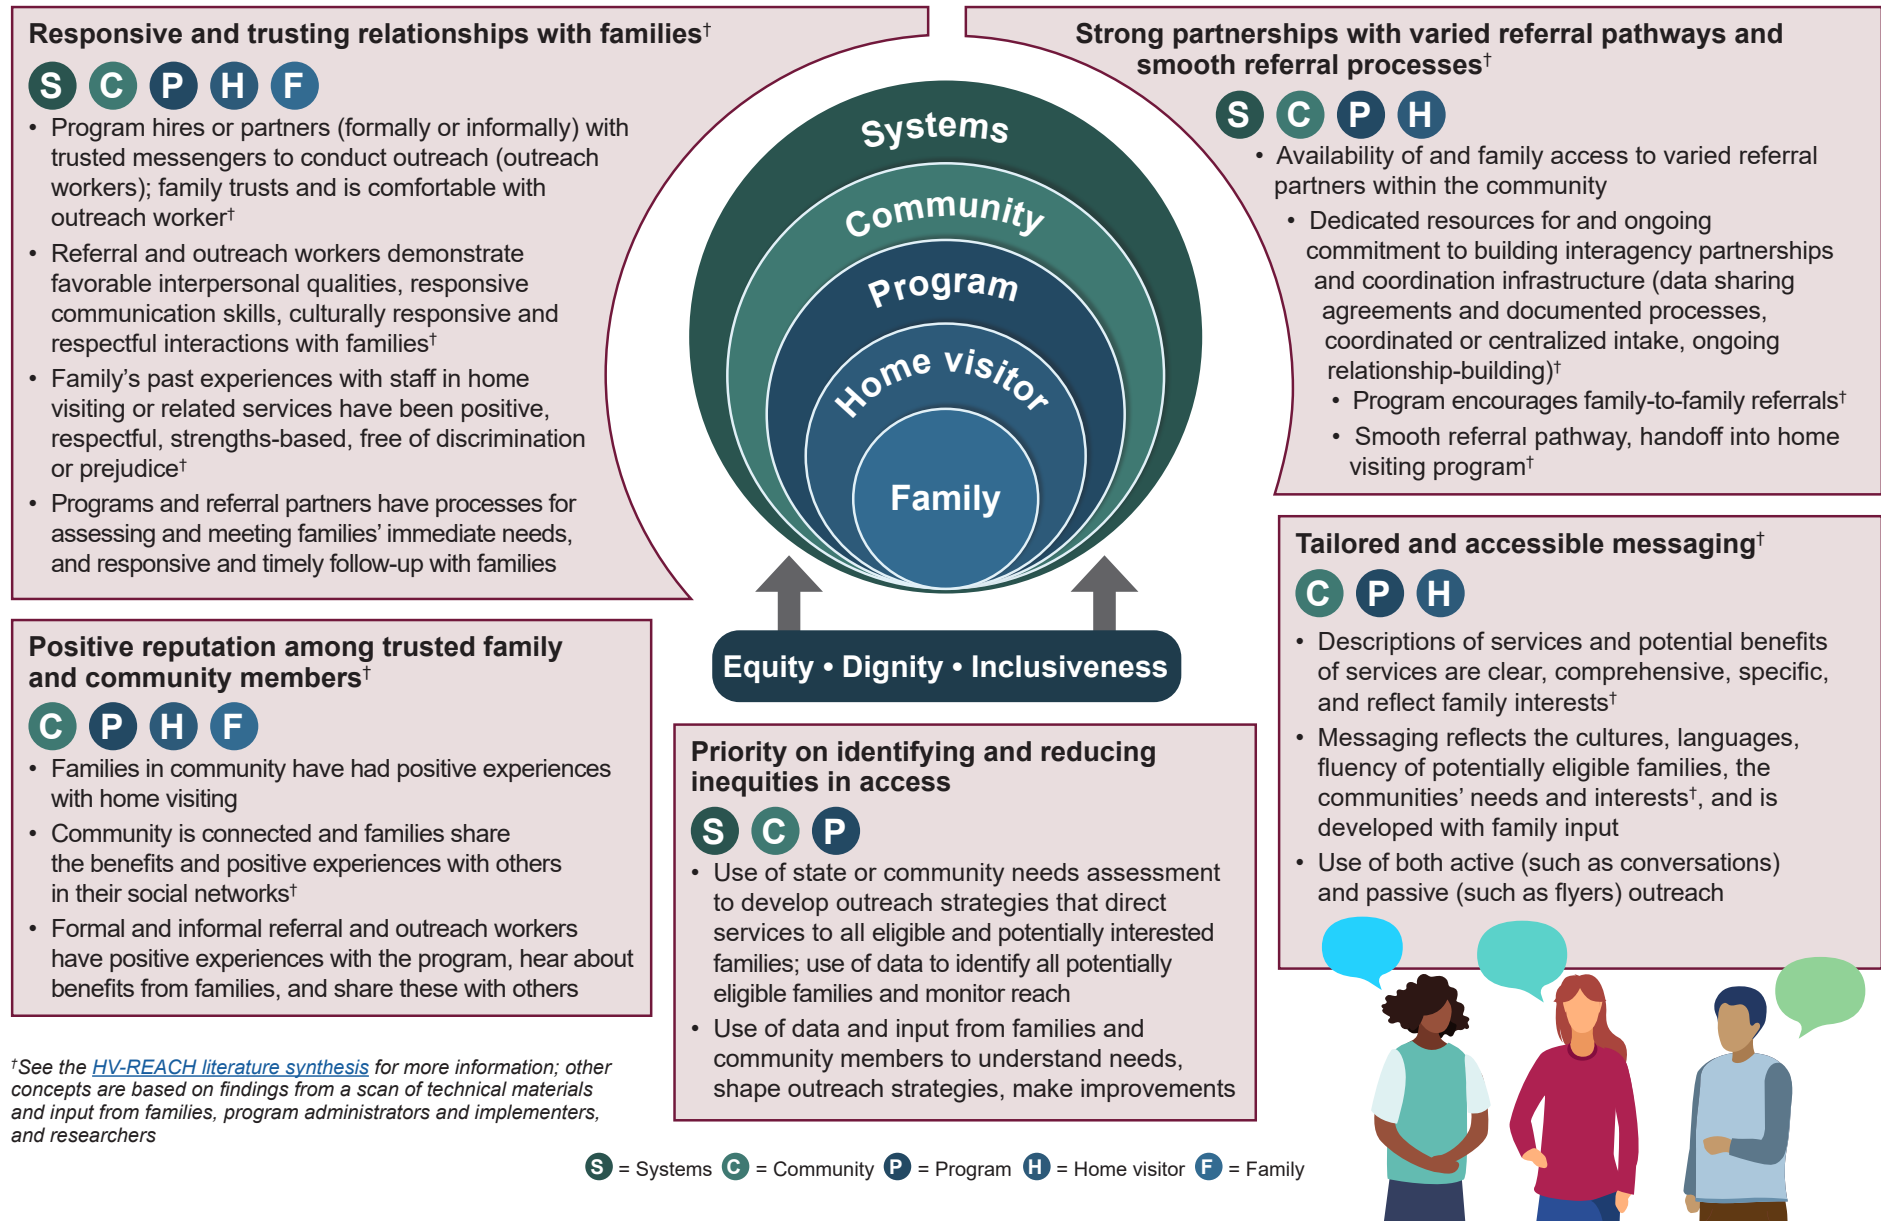 Responsive and trusting relationships with families†
S C P H F
• Program hires or partners (formally or informally) with
trusted messengers to conduct outreach (outreach
workers); family trusts and is comfortable with
outreach worker†
• Referral and outreach workers demonstrate
favorable interpersonal qualities, responsive
communication skills, culturally responsive and
respectful interactions with families†
• Family’s past experiences with staff in home
visiting or related services have been positive,
respectful, strengths-based, free of discrimination
or prejudice†
• Programs and referral partners have processes for
assessing and meeting families’ immediate needs,
and responsive and timely follow-up with families
Systems
Community
Program
Home visitor
Family
Equity • Dignity • Inclusiveness
Strong partnerships with varied referral pathways and
smooth referral processes†
S C P H
• Availability of and family access to varied referral
partners within the community
• Dedicated resources for and ongoing
commitment to building interagency partnerships
and coordination infrastructure (data sharing
agreements and documented processes,
coordinated or centralized intake, ongoing
relationship-building)†
• Program encourages family-to-family referrals†
• Smooth referral pathway, handoff into home
visiting program†
Positive reputation among trusted family
and community members†
C P H F
• Families in community have had positive experiences
with home visiting
• Community is connected and families share
the benefits and positive experiences with others
in their social networks†
• Formal and informal referral and outreach workers
have positive experiences with the program, hear about
benefits from families, and share these with others
Priority on identifying and reducing
inequities in access
S C P
• Use of state or community needs assessment
to develop outreach strategies that direct
services to all eligible and potentially interested
families; use of data to identify all potentially
eligible families and monitor reach
• Use of data and input from families and
community members to understand needs,
shape outreach strategies, make improvements
Tailored and accessible messaging†
C P H
• Descriptions of services and potential benefits
of services are clear, comprehensive, specific,
and reflect family interests†
• Messaging reflects the cultures, languages,
fluency of potentially eligible families, the
communities’ needs and interests†, and is
developed with family input
• Use of both active (such as conversations)
and passive (such as flyers) outreach
†See the HV-REACH literature synthesis for more information; other
concepts are based on findings from a scan of technical materials
and input from families, program administrators and implementers,
and researchers
S = Systems C = Community P = Program H = Home visitor F = Family